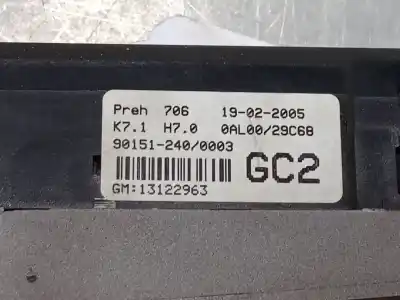 Preh 706 19-02-2005
K7.1 H7.0 0AL00/29C68
90151-240/0003
GC2
GM:13122963